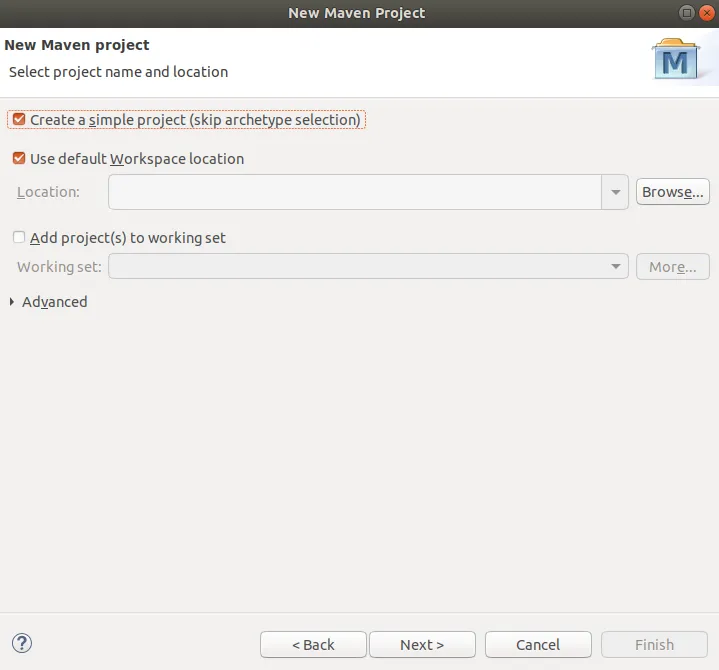 New Maven Project
New Maven project
Select project name and location
M
Create a simple project (skip archetype selection)
Use default Workspace location
Location:
Browse...
Add project(s) to working set
Working set:
More...
Advanced
?
< Back
Next >
Cancel
Finish